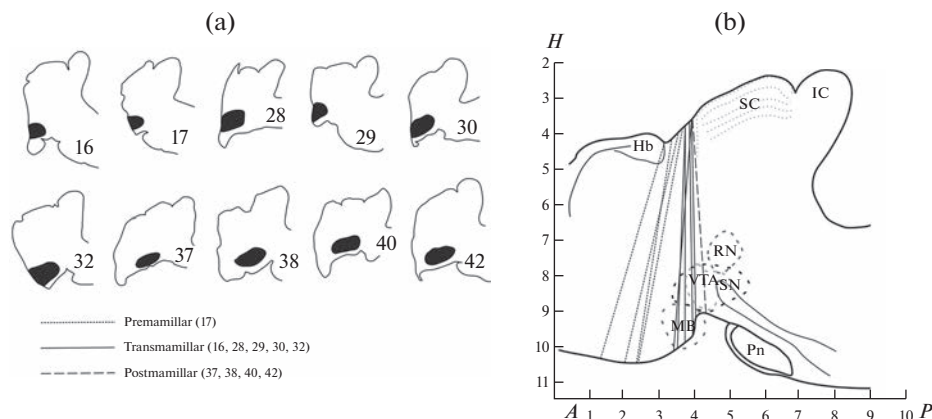 (a)
16
17
28
29
30
32
37
38
40
42
Premamillar (17)
Transmamillar (16, 28, 29, 30, 32)
Postmamillar (37, 38, 40, 42)
(b)
H
2
3
4
5
6
7
8
9
10
11
SC
IC
Hb
RN
VTA
SN
MB
Pn
A 1 2 3 4 5 6 7 8 9 10 P